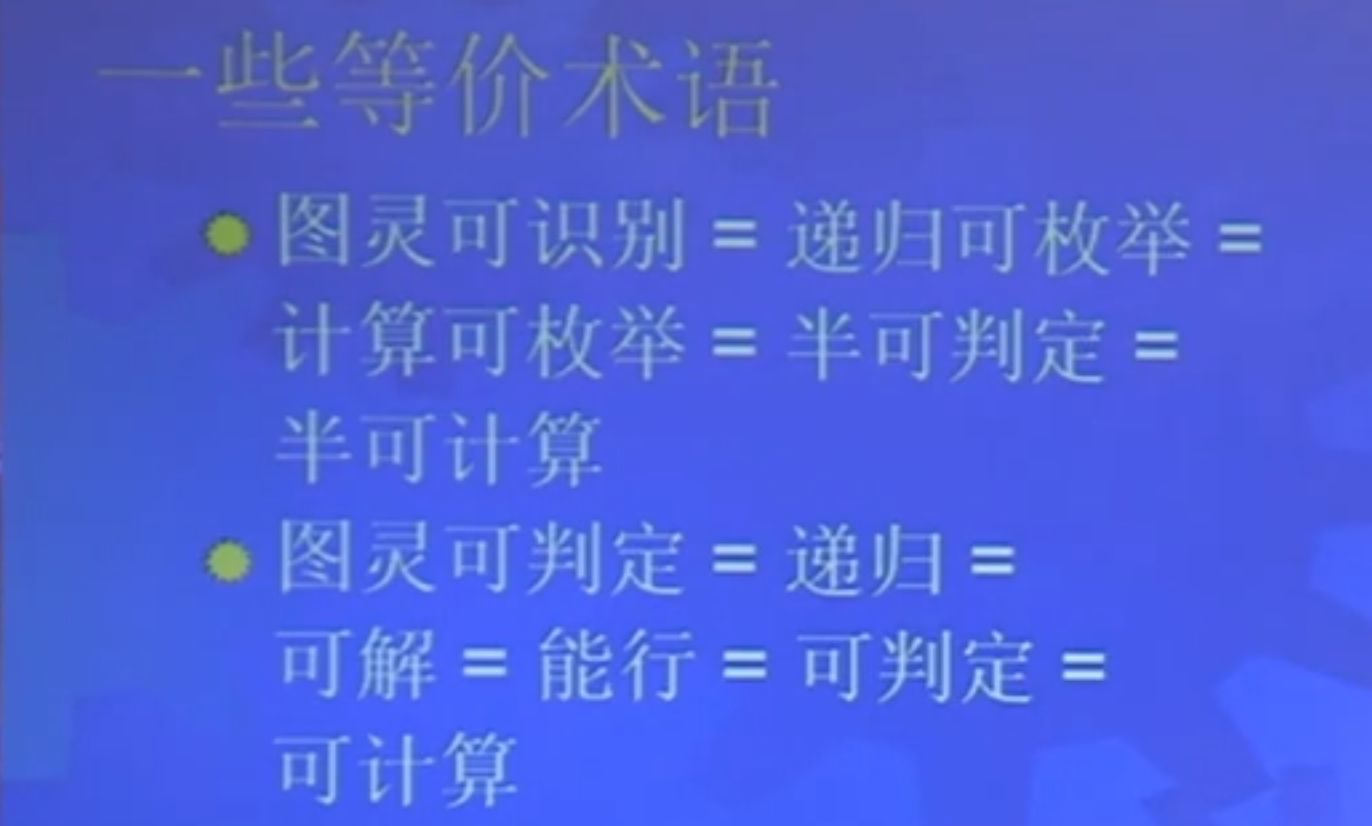 一些等价术语
图灵可识别 = 递归可枚举 =
计算可枚举 = 半可判定 =
半可计算
图灵可判定 = 递归 =
可解 = 能行 = 可判定 =
可计算